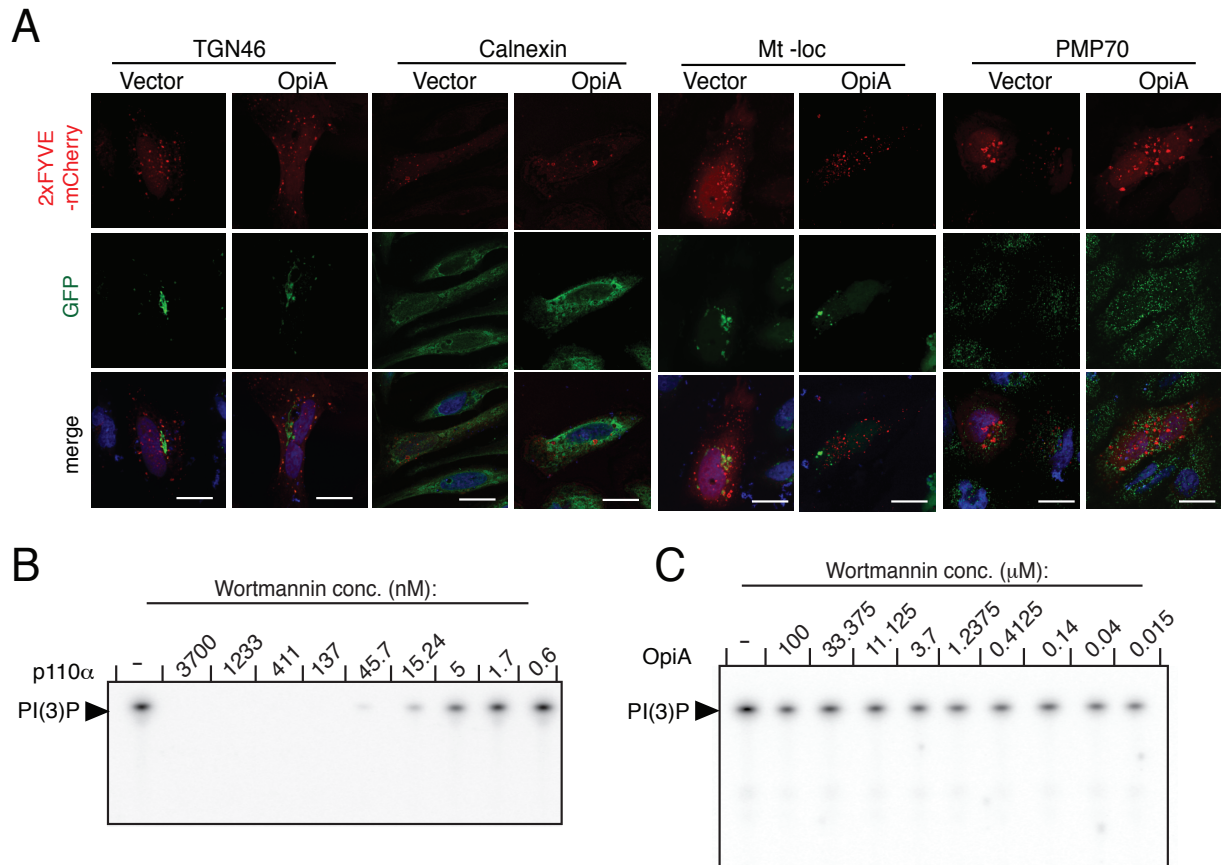 A
TGN46 Calnexin Mt -loc PMP70
Vector OpiA Vector OpiA Vector OpiA Vector OpiA
2xFYVE
-mCherry
GFP
merge
B
Wortmannin conc. (nM):
p110α – 3700 1233 411 137 45.7 15.24 5 1.7 0.6
PI(3)P
C
Wortmannin conc. (μM):
OpiA – 100 33.375 11.125 3.7 1.2375 0.4125 0.14 0.04 0.015
PI(3)P